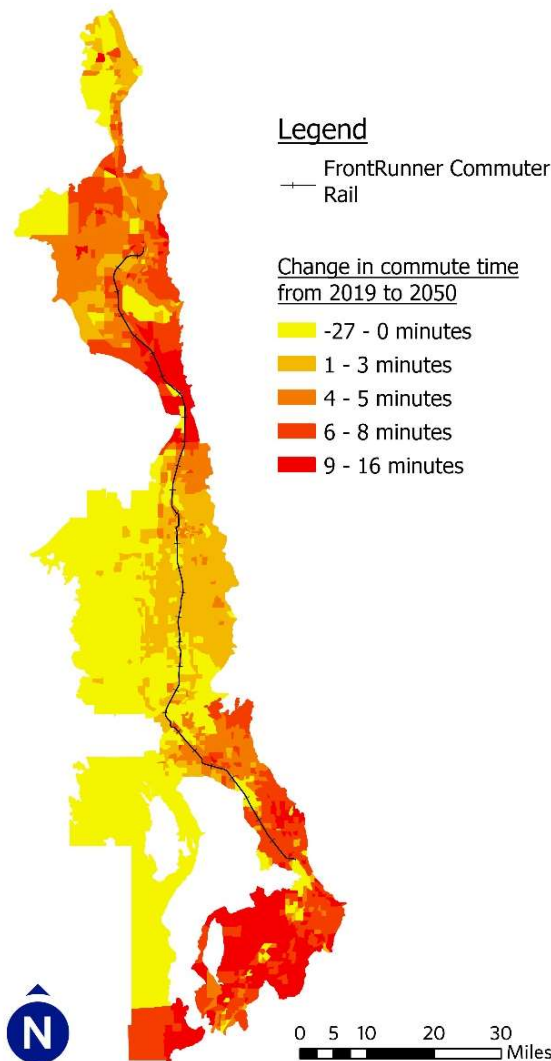 Legend
FrontRunner Commuter
Rail
Change in commute time
from 2019 to 2050
-27 - 0 minutes
1 - 3 minutes
4 - 5 minutes
6 - 8 minutes
9 - 16 minutes
N
0 5 10 20 30
Miles